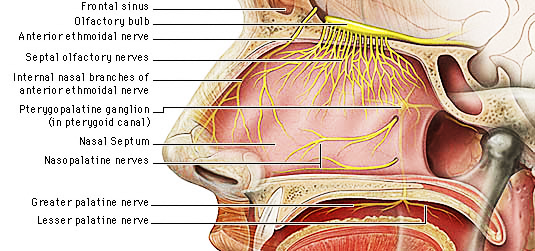 Frontal sinus
Olfactory bulb
Anterior ethmoidal nerve
Septal olfactory nerves
Internal nasal branches of
anterior ethmoidal nerve
Pterygopalatine ganglion
(in pterygoid canal)
Nasal Septum
Nasopalatine nerves
Greater palatine nerve
Lesser palatine nerve